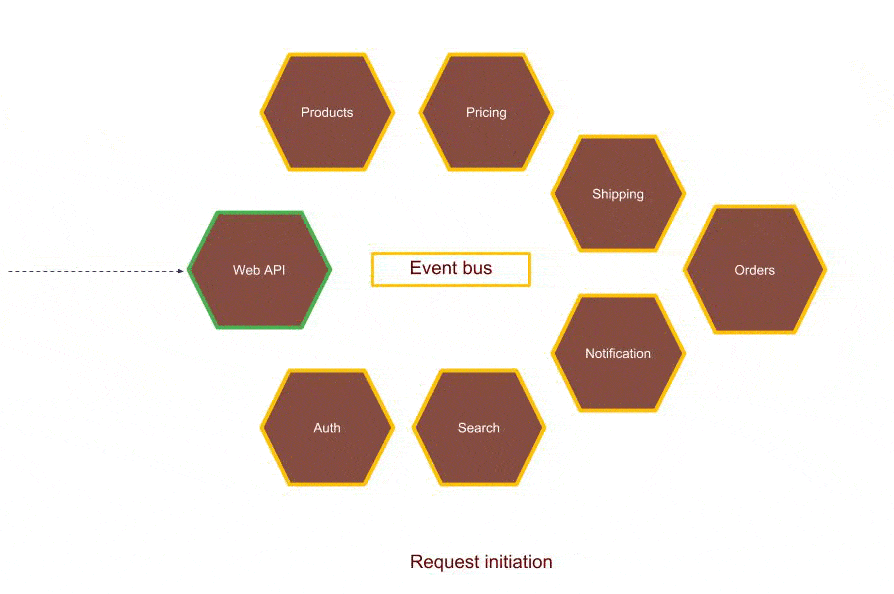 Products
Pricing
Shipping
Web API
Event bus
Orders
Notification
Auth
Search
Request initiation